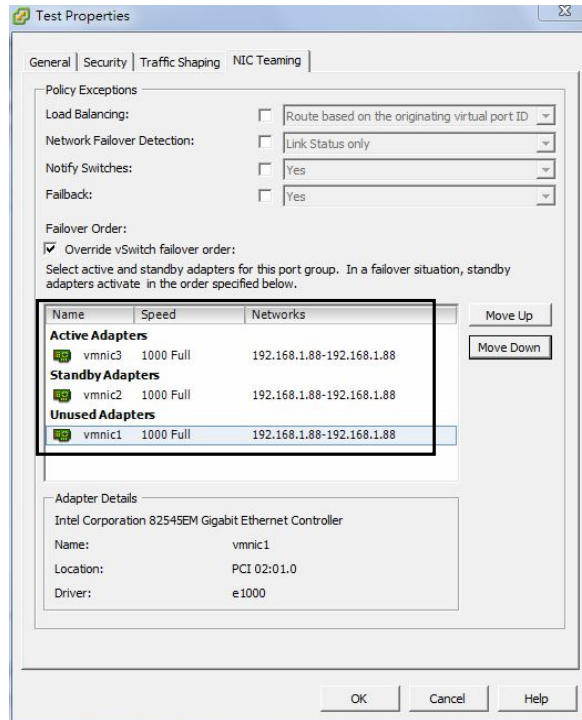 Test Properties
General Security Traffic Shaping NIC Teaming
Policy Exceptions
Load Balancing: Route based on the originating virtual port ID
Network Failover Detection: Link Status only
Notify Switches: Yes
Failback: Yes
Failover Order:
Override vSwitch failover order:
Select active and standby adapters for this port group. In a failover situation, standby
adapters activate in the order specified below.
Name Speed Networks Move Up
Active Adapters
vmnic3 1000 Full 192.168.1.88-192.168.1.88 Move Down
Standby Adapters
vmnic2 1000 Full 192.168.1.88-192.168.1.88
Unused Adapters
vmnic1 1000 Full 192.168.1.88-192.168.1.88
Adapter Details
Intel Corporation 82545EM Gigabit Ethernet Controller
Name: vmnic1
Location: PCI 02:01.0
Driver: e1000
OK Cancel Help